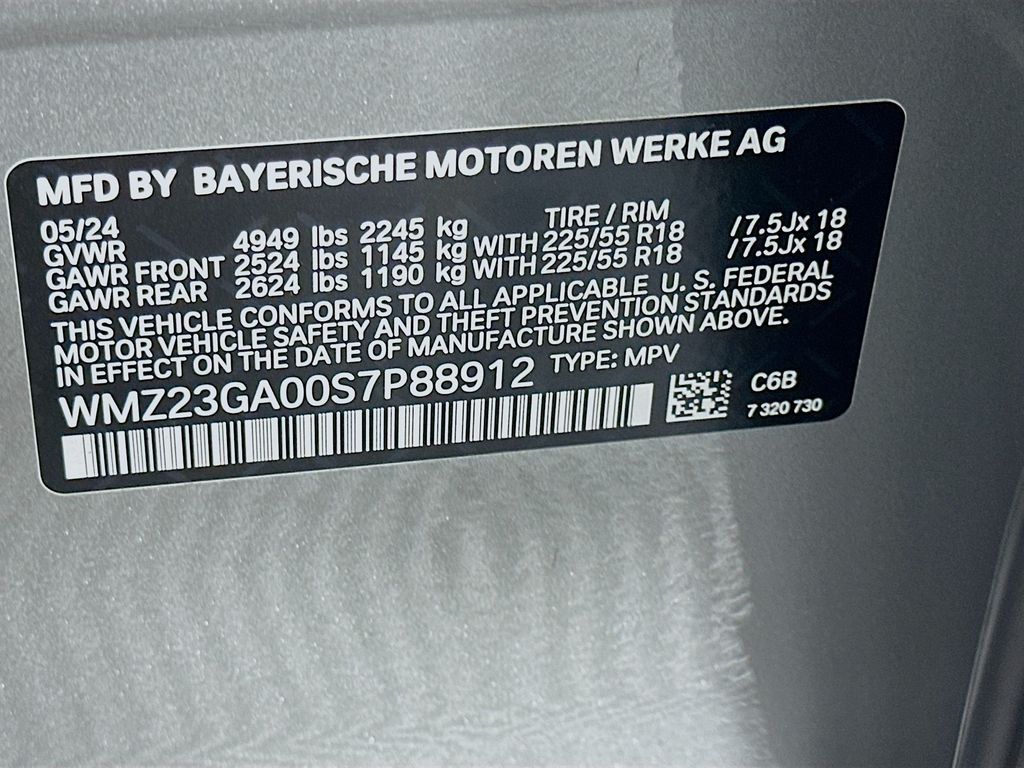 MFD BY BAYERISCHE MOTOREN WERKE AG
05/24 TIRE / RIM
GVWR 4949 lbs 2245 kg
GAWR FRONT 2524 lbs 1145 kg WITH 225/55 R18 /7.5Jx 18
GAWR REAR 2624 lbs 1190 kg WITH 225/55 R18 /7.5Jx 18
THIS VEHICLE CONFORMS TO ALL APPLICABLE U. S. FEDERAL
MOTOR VEHICLE SAFETY AND THEFT PREVENTION STANDARDS
IN EFFECT ON THE DATE OF MANUFACTURE SHOWN ABOVE.
WMZ23GA00S7P88912 TYPE: MPV
C6B
7 320 730